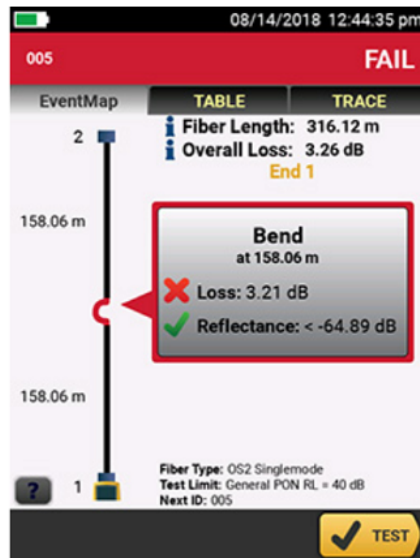 08/14/2018 12:44:35 pm
005 FAIL
EventMap TABLE TRACE
2
Fiber Length: 316.12 m
Overall Loss: 3.26 dB
End 1
158.06 m
Bend
at 158.06 m
Loss: 3.21 dB
Reflectance: < -64.89 dB
158.06 m
Fiber Type: OS2 Singlemode
Test Limit: General PON RL = 40 dB
Next ID: 005
? 1
TEST